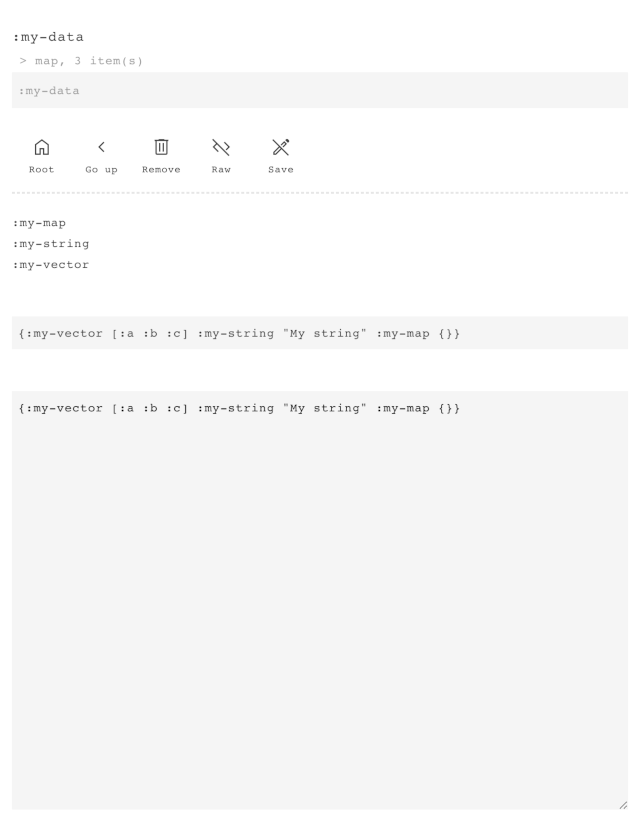 :my-data
> map, 3 item(s)
:my-data
Root Go up Remove Raw Save
:my-map
:my-string
:my-vector
{:my-vector [:a :b :c] :my-string "My string" :my-map {}}
{:my-vector [:a :b :c] :my-string "My string" :my-map {}}